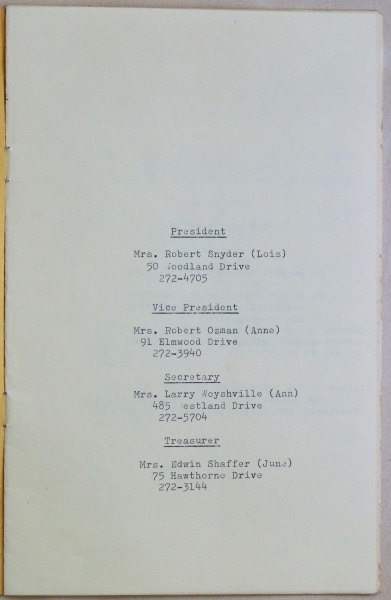 President
Mrs. Robert Snyder (Lois)
50 Woodland Drive
272-4705
Vice President
Mrs. Robert Ozman (Anne)
91 Elmwood Drive
272-3940
Secretary
Mrs. Larry Woyshville (Ann)
485 Westland Drive
272-5704
Treasurer
Mrs. Edwin Shaffer (June)
75 Hawthorne Drive
272-3144